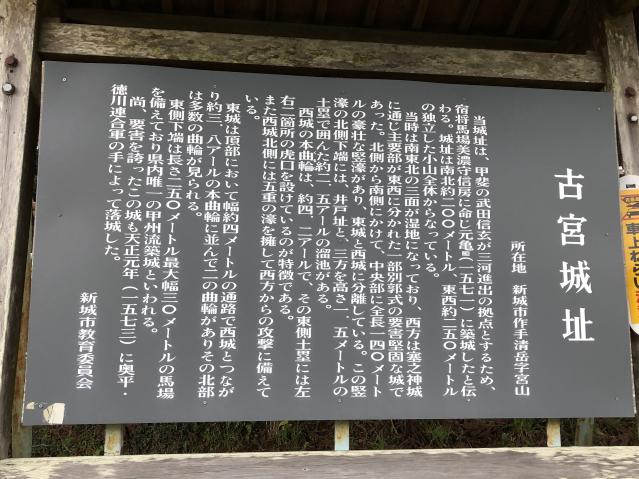 古宮城址
所在地 新城市作手清岳字宮山
当城址は、甲斐の武田信玄が三河進出の拠点とするため、
宿将馬場美濃守信房に命じ元亀二(一五七一)に築城したと伝
わる。城址は南北約二〇〇メートル、東西約二五〇メートル
の独立した小山全体からなっている。
当時は南東北の三面が湿地になっており、西方は塞之神城
に通じ主要部が東西に分かれた一部別郭式の要害堅固な城で
あった。北側から南側にかけて、中央部に全長一四〇メート
ルの豪壮な竪濠があり、東城と西城に分離している。この竪
濠の北側下端には、井戸址と、三方を高さ一、五メートルの
土塁で囲んだ約二、五アールの溜池がある。
西城の本曲輪は、約四、二アールで、その東側土塁には左
右二箇所の虎口を設けているのが特徴である。
また西城北側には五重の濠を擁して西方からの攻撃に備えて
いる。
東城は頂部において幅約四メートルの通路で西城とつなが
り約三、八アールの本曲輪に並んで二の曲輪がありその北部
は多数の曲輪が見られる。
東側下端は長さ二五〇メートル最大幅三〇メートルの馬場
を備えており県内唯一の甲州流築城といわれる。
尚、要害を誇ったこの城も天正元年(一五七三)に奥平・
徳川連合軍の手によって落城した。
新城市教育委員会